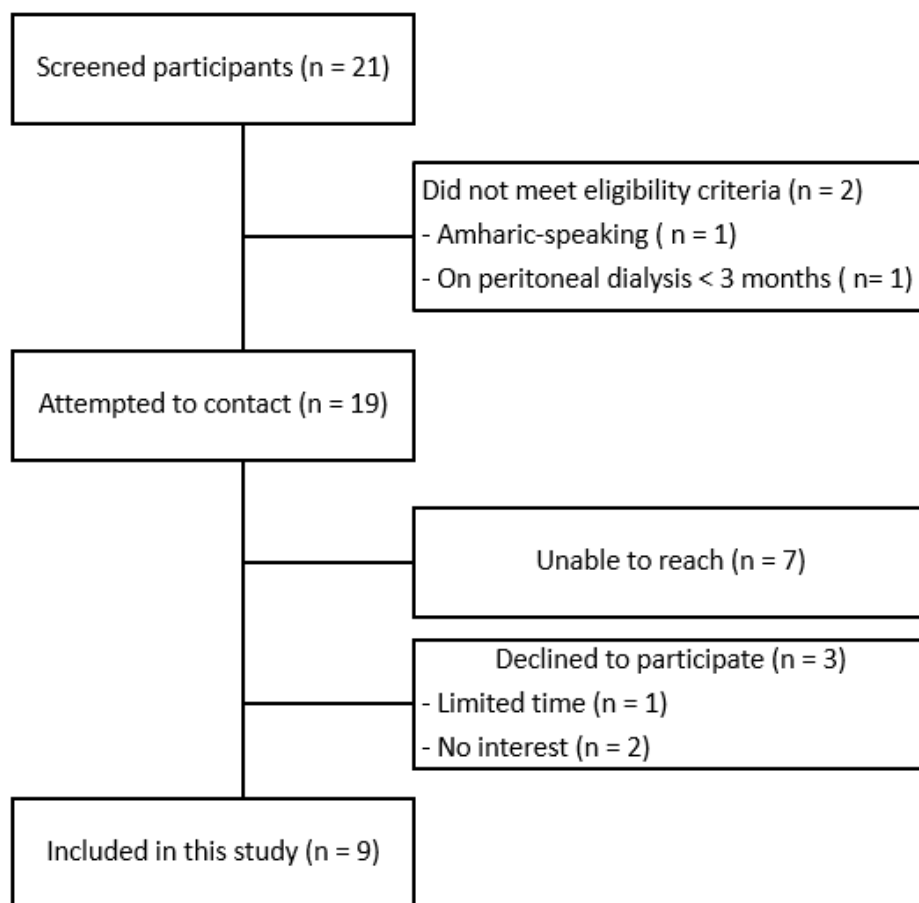 Screened participants (n = 21)
Did not meet eligibility criteria (n = 2)
- Amharic-speaking ( n = 1)
- On peritoneal dialysis < 3 months ( n= 1)
Attempted to contact (n = 19)
Unable to reach (n = 7)
Declined to participate (n = 3)
- Limited time (n = 1)
- No interest (n = 2)
Included in this study (n = 9)